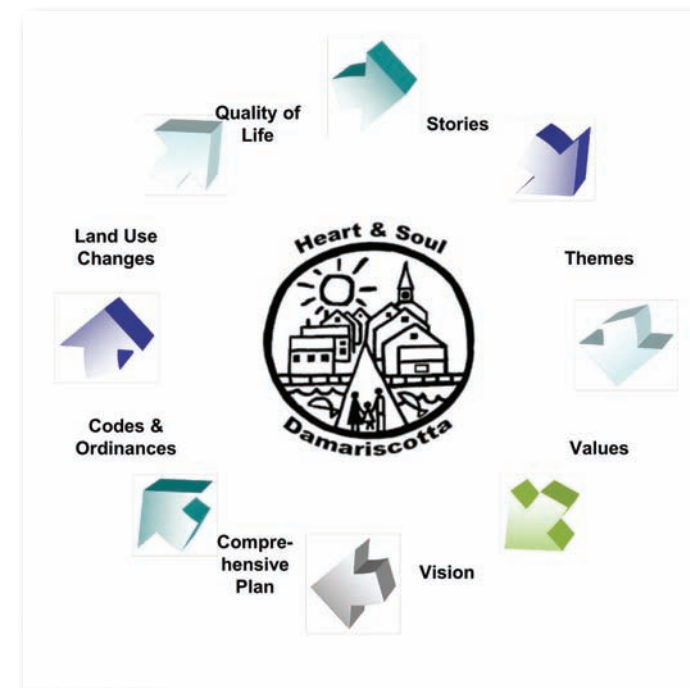 Quality of
Life
Stories
Land Use
Changes
Heart & Soul
Themes
Codes &
Ordinances
Damariscotta
Values
Compre-
hensive
Plan
Vision